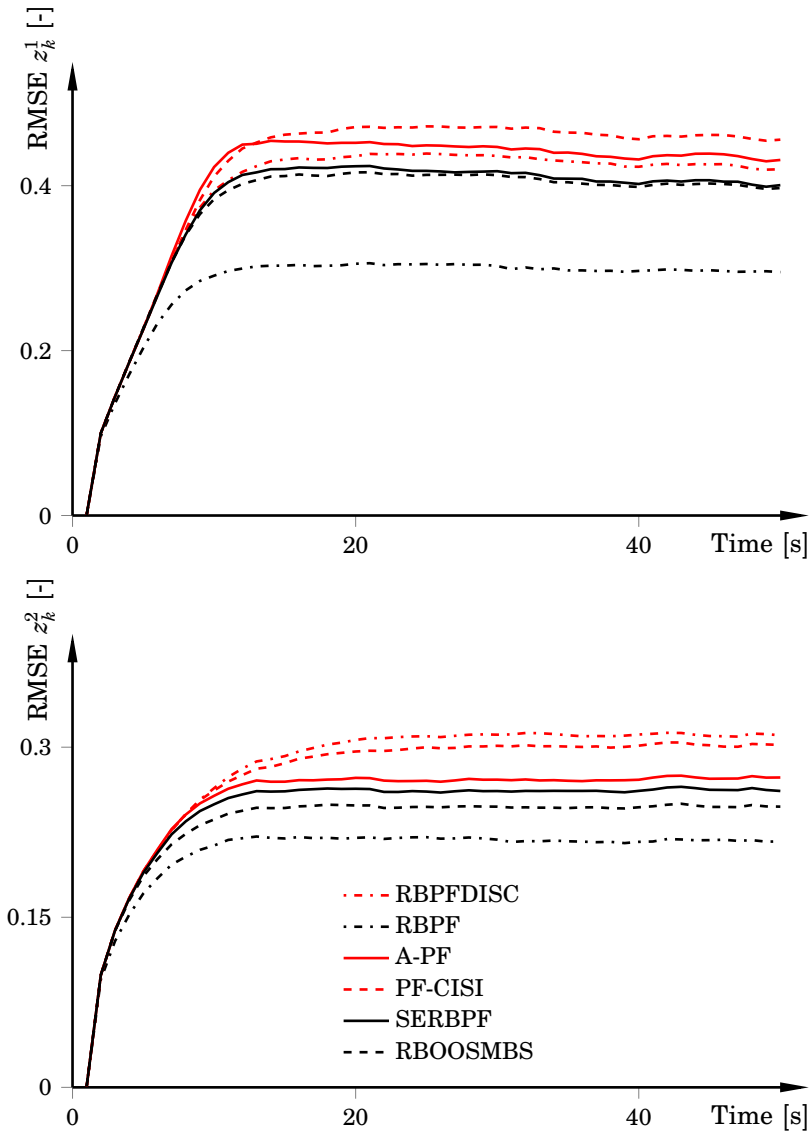 RMSE z_k^1 [-]
0.4
0.2
0
0
20
40
Time [s]
RMSE z_k^2 [-]
0.3
0.15
0
RBPFDISC
RBPF
A-PF
PF-CISI
SERBPF
RBOOSMBS
0
20
40
Time [s]